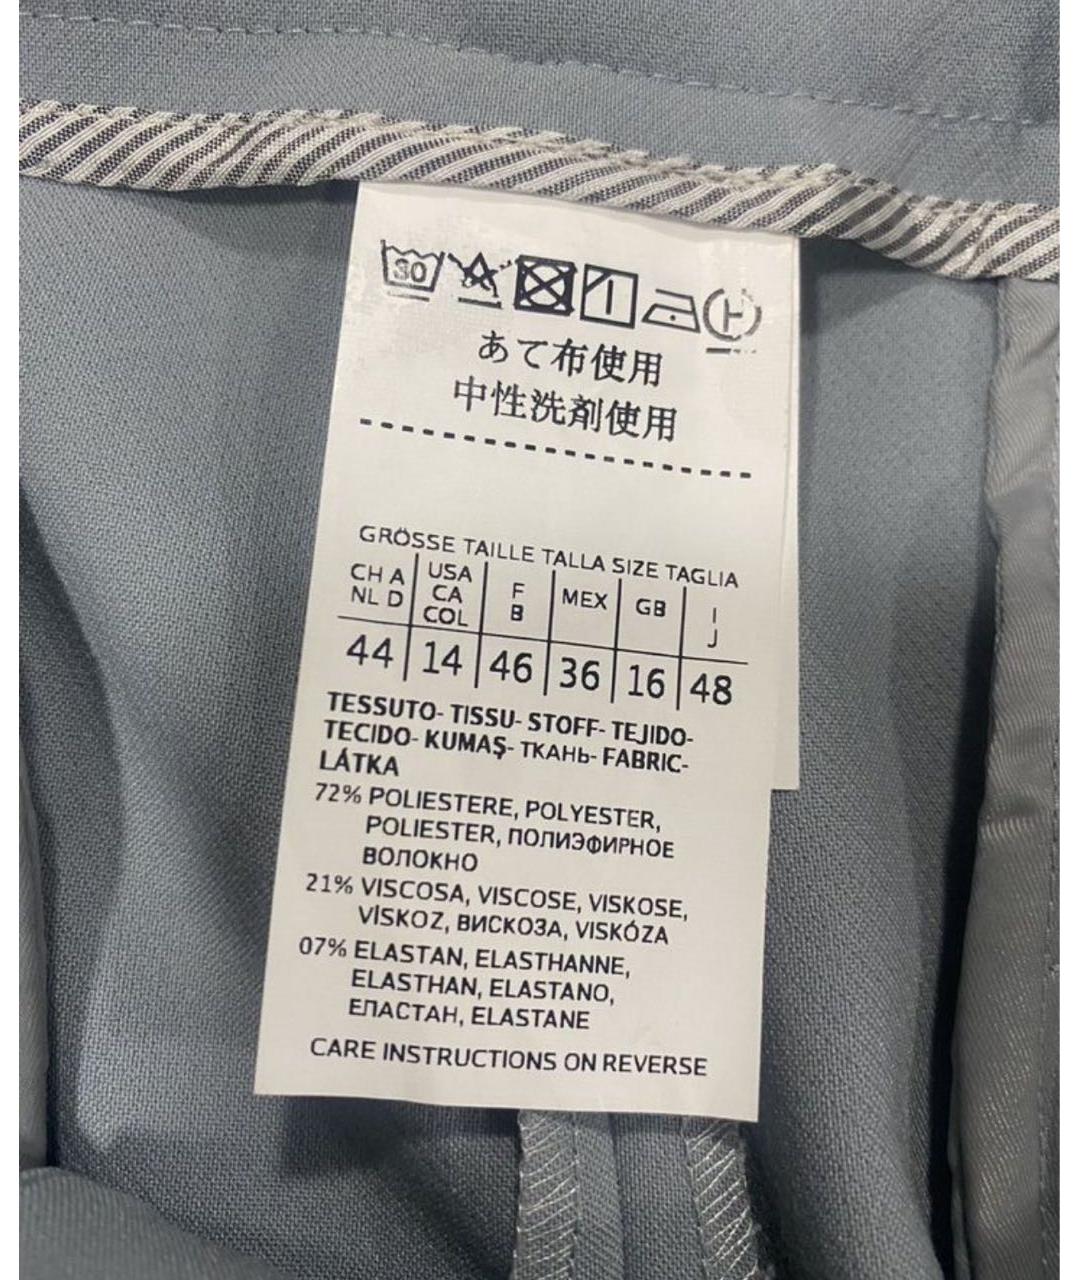 30
H
あて布使用
中性洗剤使用
GRÖSSE TAILLE TALLA SIZE TAGLIA
CH A NL D | USA CA COL | F B | MEX | GB | I J
44 | 14 | 46 | 36 | 16 | 48
TESSUTO- TISSU- STOFF- TEJIDO-
TECIDO- KUMAŞ- ТКАНЬ- FABRIC-
LÁTKA
72% POLIESTERE, POLYESTER,
POLIESTER, ПОЛИЭФИРНОЕ
ВОЛОКНО
21% VISCOSA, VISCOSE, VISKOSE,
VİSKOZ, ВИСКОЗА, VISKÓZA
07% ELASTAN, ELASTHANNE,
ELASTHAN, ELASTANO,
ЕЛАСТАН, ELASTANE
CARE INSTRUCTIONS ON REVERSE